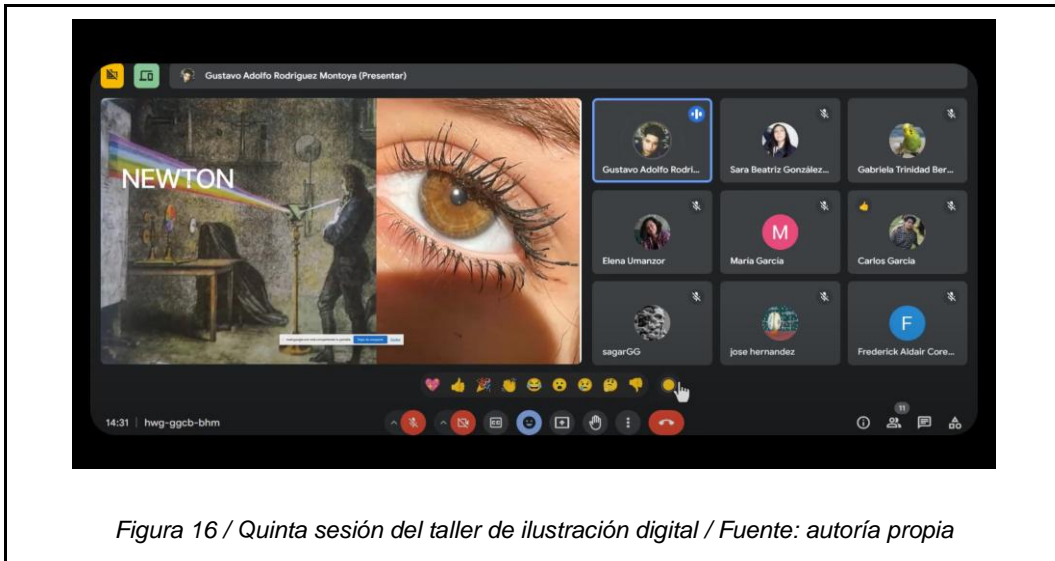 Gustavo Adolfo Rodriguez Montoya (Presentar)
NEWTON
Gustavo Adolfo Rodri...
Sara Beatriz González...
Gabriela Trinidad Ber...
Elena Umanzor
María García
Carlos García
M
sagarGG
jose hernandez
Frederick Aldair Core...
F
14:31 | hwg-ggcb-bhm
11
Figura 16 / Quinta sesión del taller de ilustración digital / Fuente: autoría propia